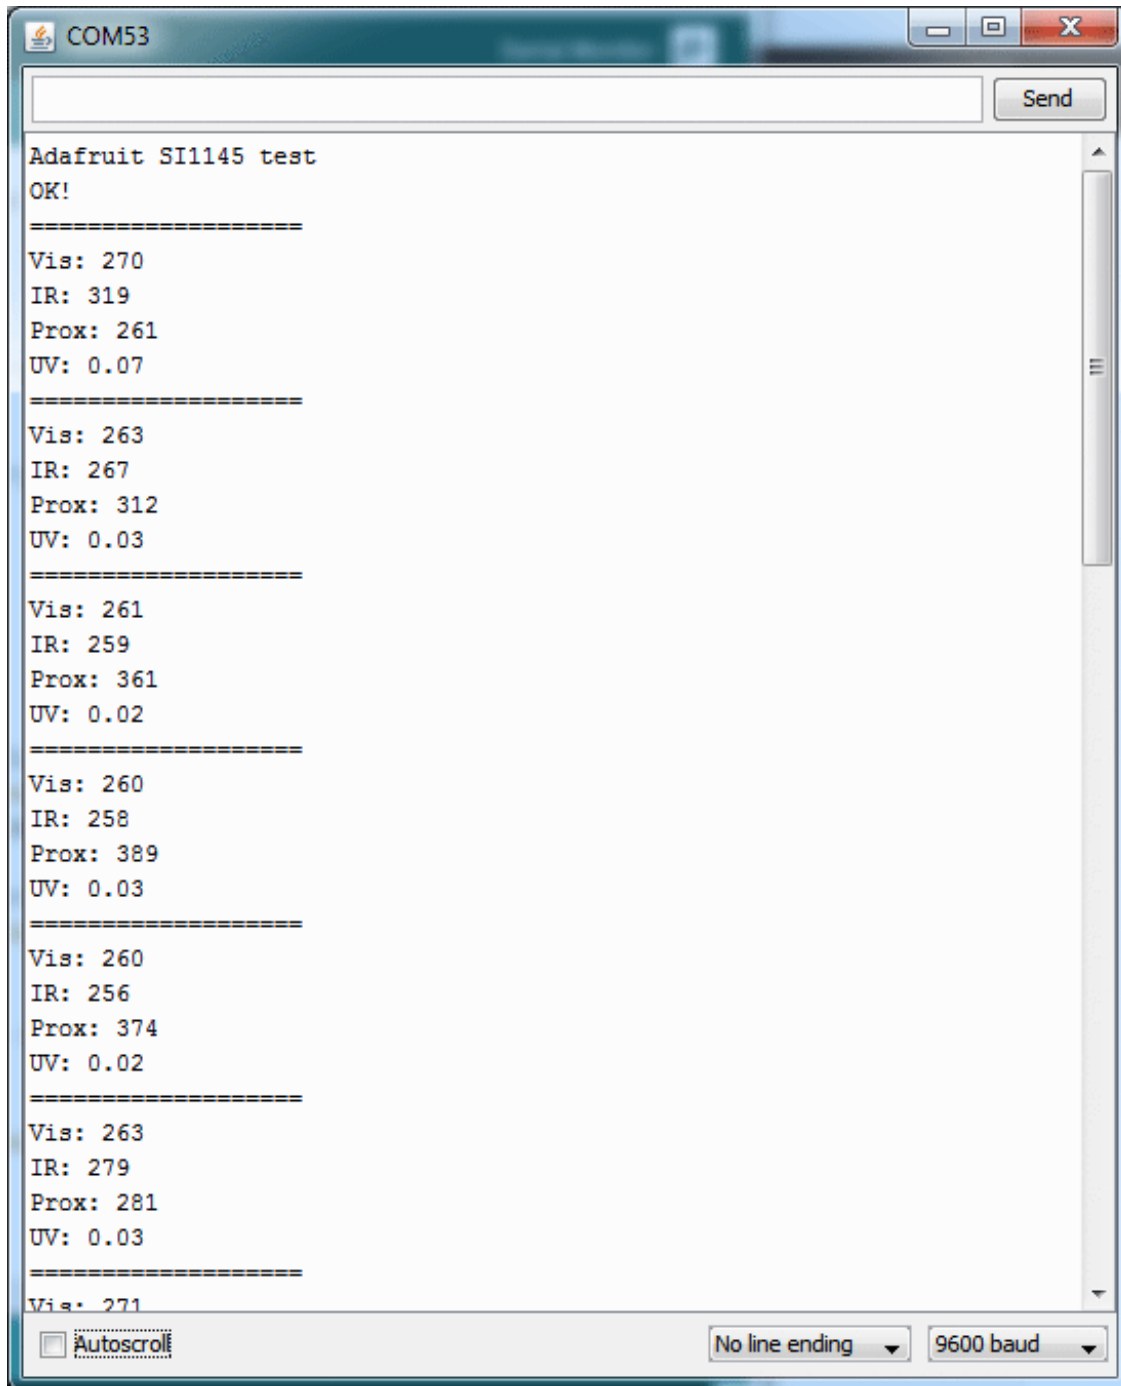 COM53
Send
Adafruit SI1145 test
OK!
===================
Vis: 270
IR: 319
Prox: 261
UV: 0.07
===================
Vis: 263
IR: 267
Prox: 312
UV: 0.03
===================
Vis: 261
IR: 259
Prox: 361
UV: 0.02
===================
Vis: 260
IR: 258
Prox: 389
UV: 0.03
===================
Vis: 260
IR: 256
Prox: 374
UV: 0.02
===================
Vis: 263
IR: 279
Prox: 281
UV: 0.03
===================
Vis: 271
Autoscroll
No line ending
9600 baud